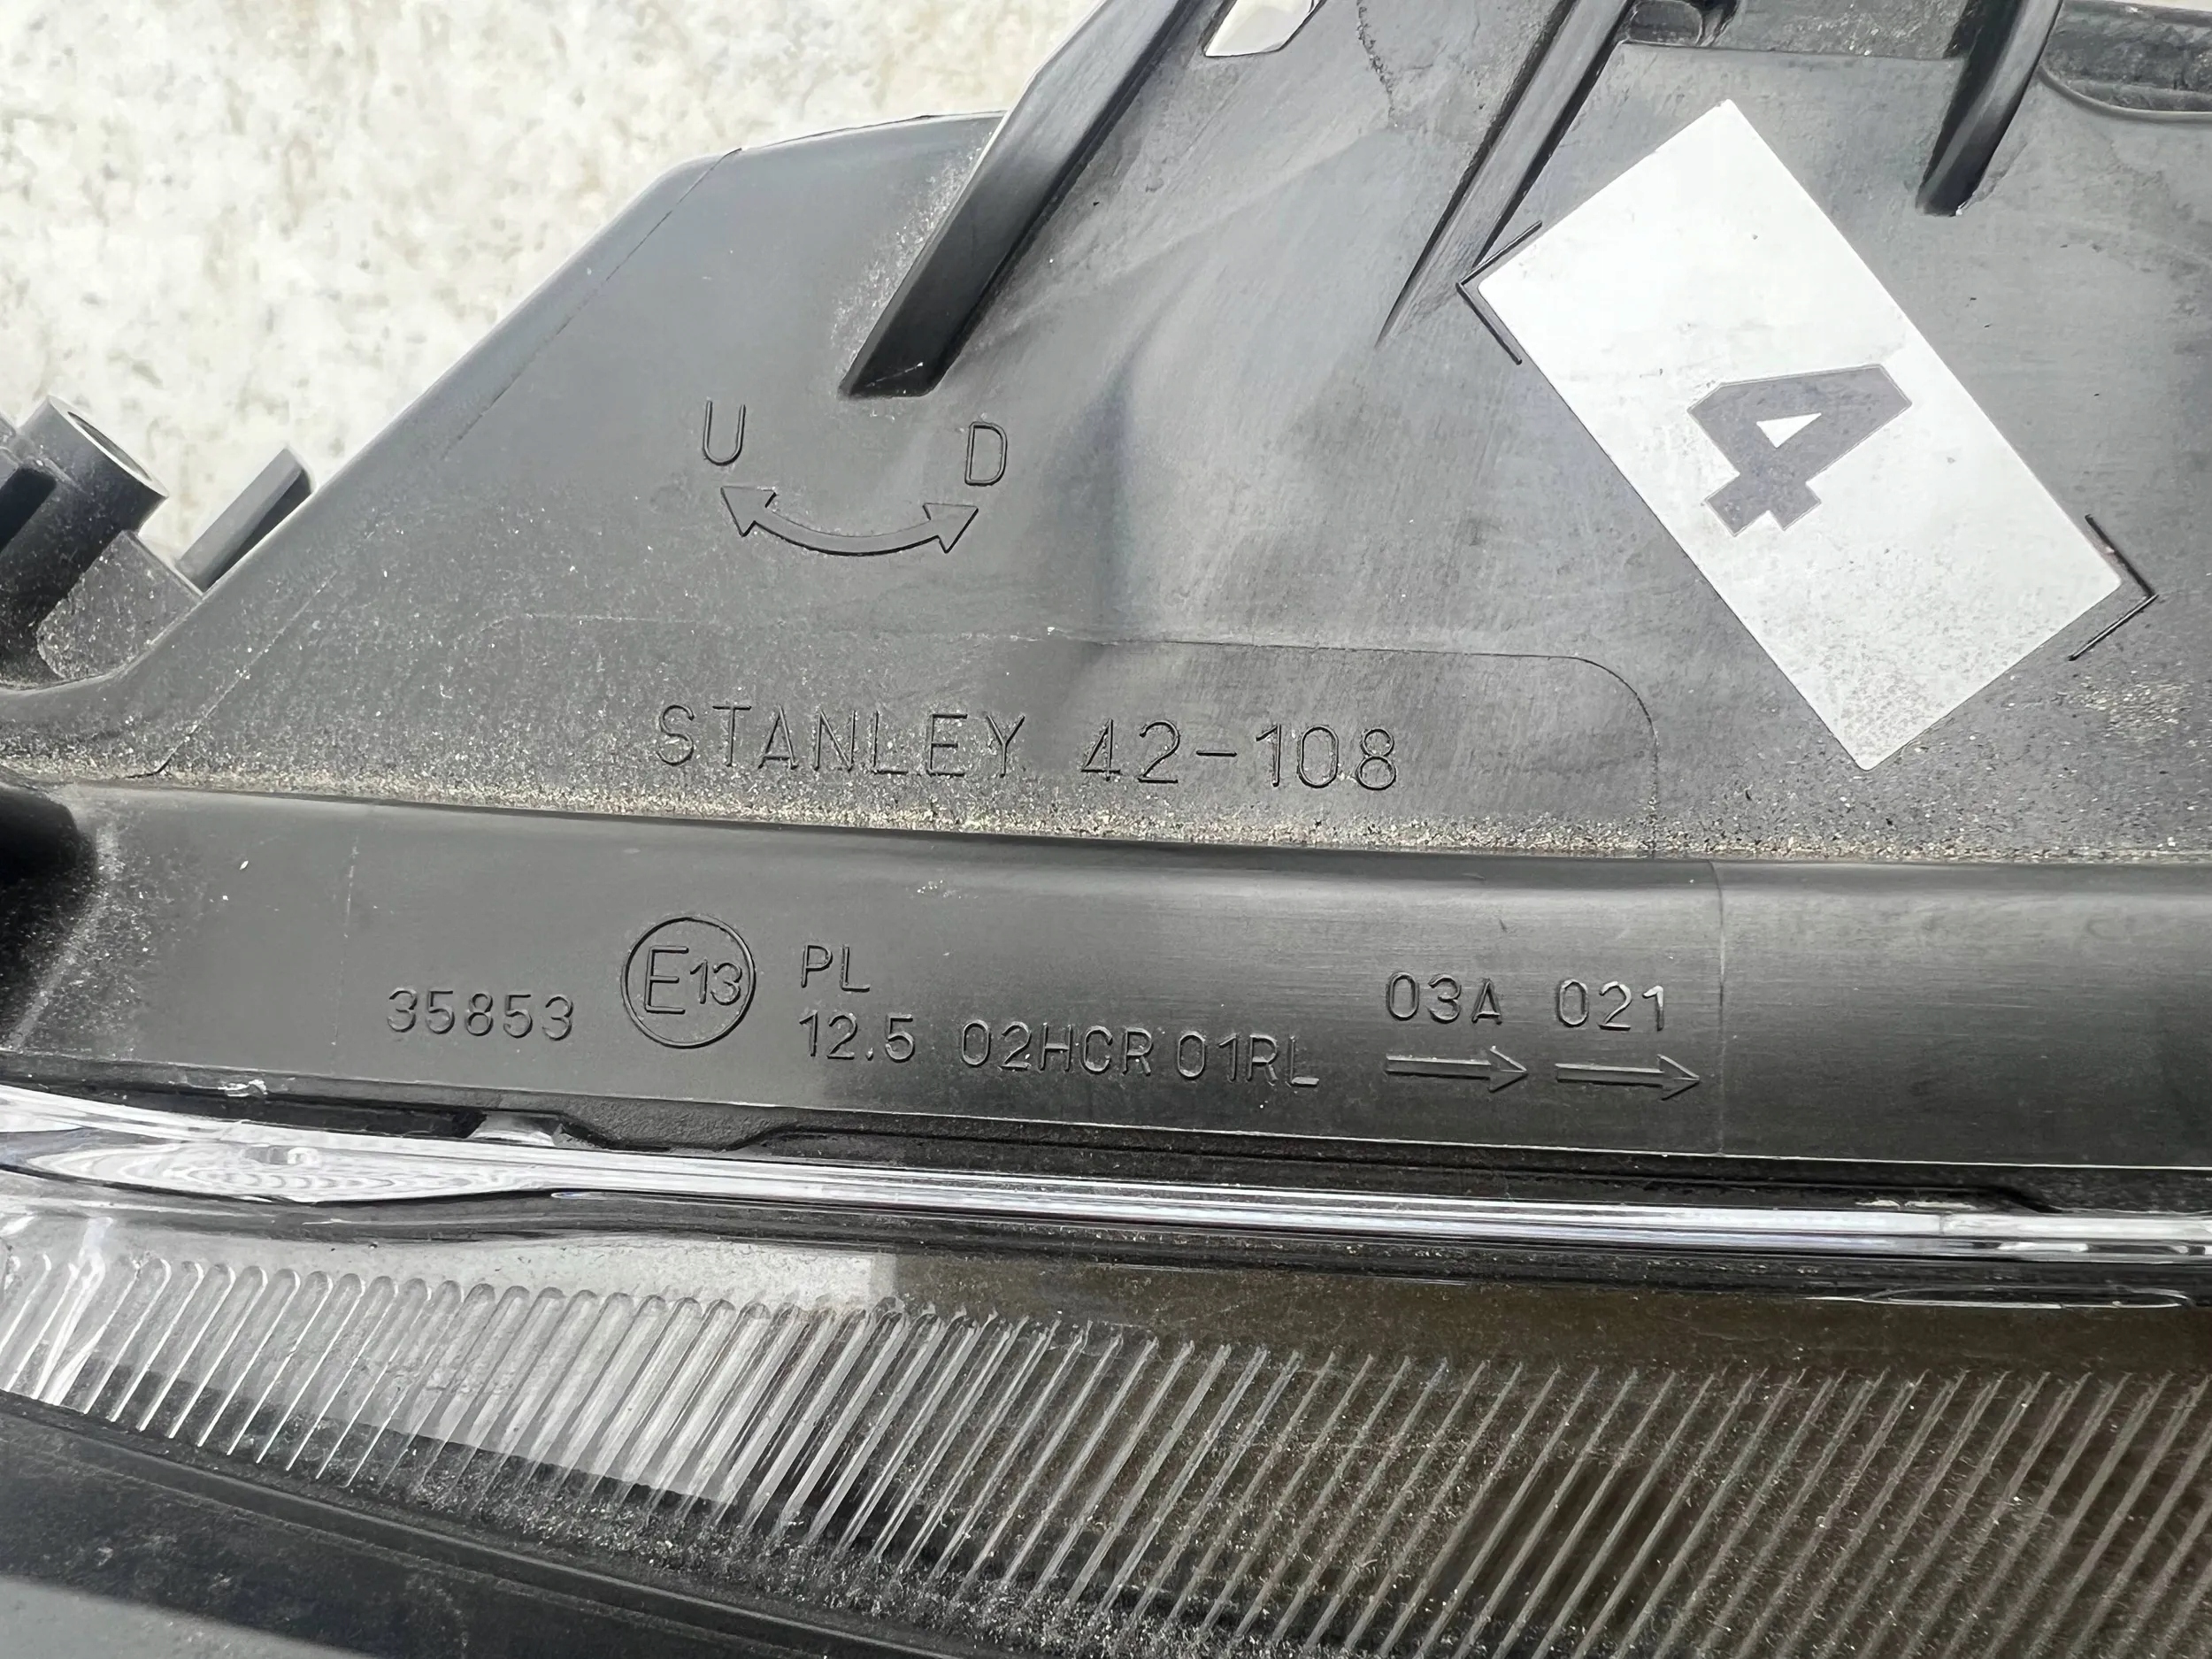 U D
4
STANLEY 42-108
35853 E13 PL 03A 021
12.5 02HCR 01RL